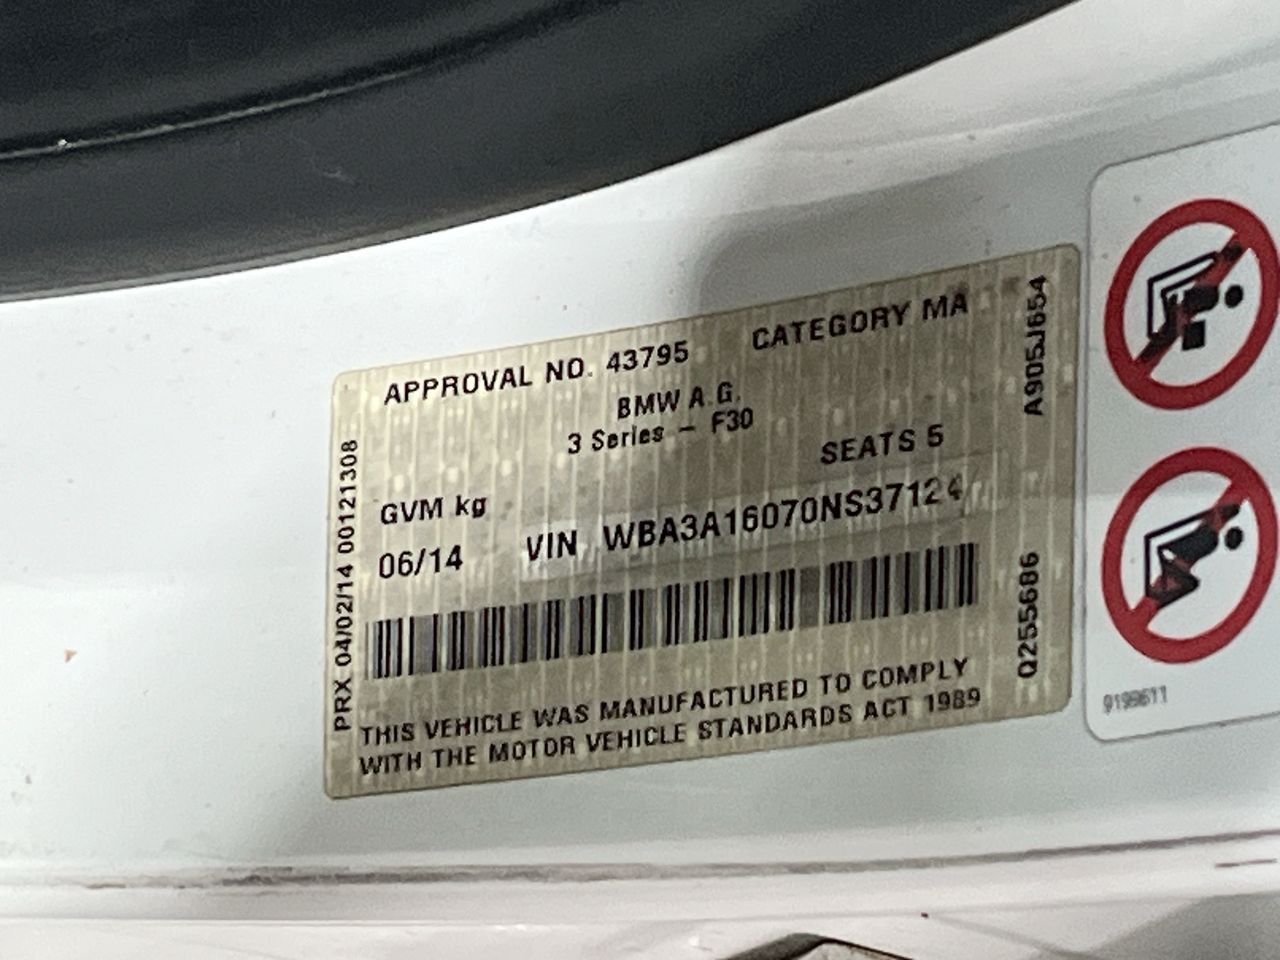 APPROVAL NO. 43795 CATEGORY MA
BMW A.G.
3 Series - F30
SEATS 5
GVM kg
06/14 VIN WBA3A16070NS37124
THIS VEHICLE WAS MANUFACTURED TO COMPLY
WITH THE MOTOR VEHICLE STANDARDS ACT 1989
PRX 04/02/14 00121308
A905J654
Q255686
9199611